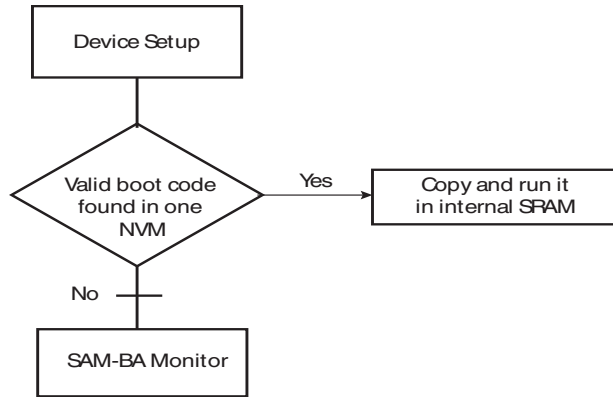 Device Setup
Valid boot code
found in one
NVM
Yes
Copy and run it
in internal SRAM
No
SAM-BA Monitor